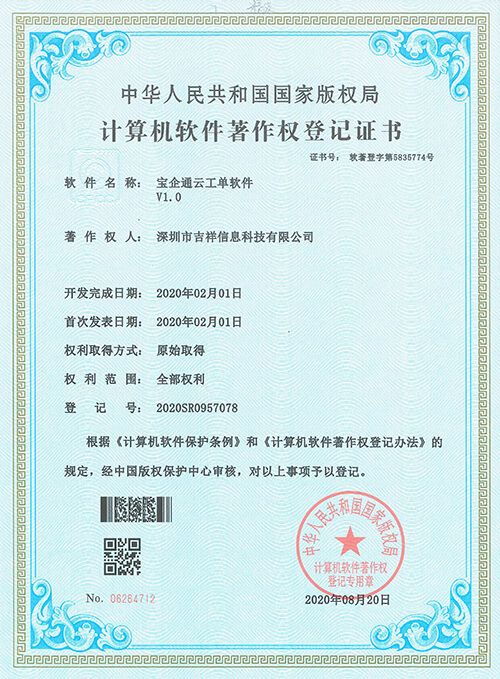 中华人民共和国国家版权局
计算机软件著作权登记证书
证书号： 软著登字第5835774号
软件名称： 宝企通云工单软件
V1.0
著作权人： 深圳市吉祥信息科技有限公司
开发完成日期： 2020年02月01日
首次发表日期： 2020年02月01日
权利取得方式： 原始取得
权利范围： 全部权利
登记号： 2020SR0957078
根据《计算机软件保护条例》和《计算机软件著作权登记办法》的
规定，经中国版权保护中心审核，对以上事项予以登记。
中华人民共和国国家版权局
计算机软件著作权
登记专用章
No. 06264712
2020年08月20日